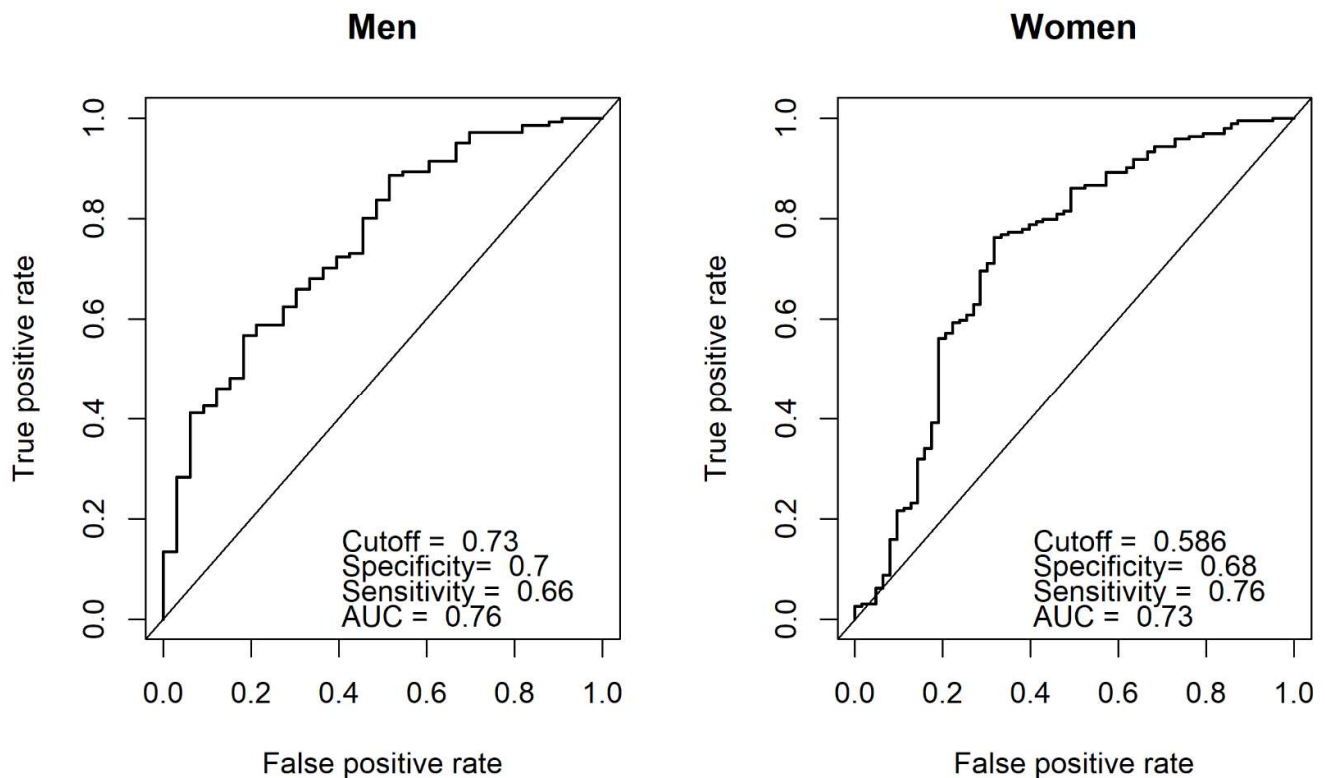 Men
True positive rate
1.0
0.8
0.6
0.4
0.2
0.0
Cutoff = 0.73
Specificity= 0.7
Sensitivity = 0.66
AUC = 0.76
0.0 0.2 0.4 0.6 0.8 1.0
False positive rate
Women
True positive rate
1.0
0.8
0.6
0.4
0.2
0.0
Cutoff = 0.586
Specificity= 0.68
Sensitivity = 0.76
AUC = 0.73
0.0 0.2 0.4 0.6 0.8 1.0
False positive rate